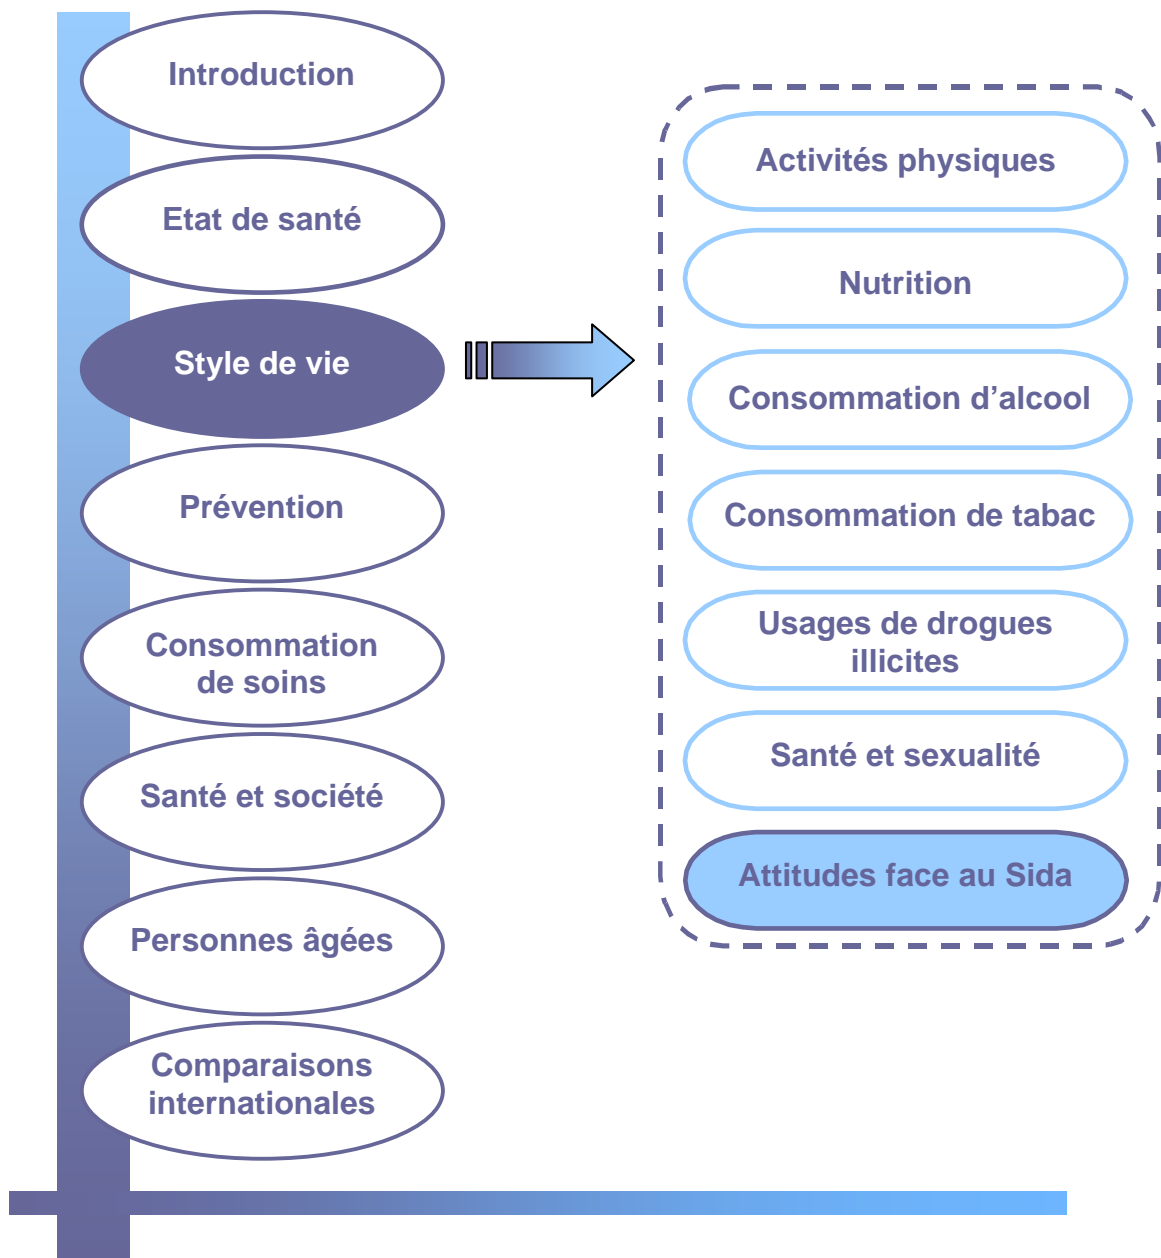 Introduction
Etat de santé
Style de vie
Prévention
Consommation
de soins
Santé et société
Personnes âgées
Comparaisons
internationales
Activités physiques
Nutrition
Consommation d’alcool
Consommation de tabac
Usages de drogues
illicites
Santé et sexualité
Attitudes face au Sida